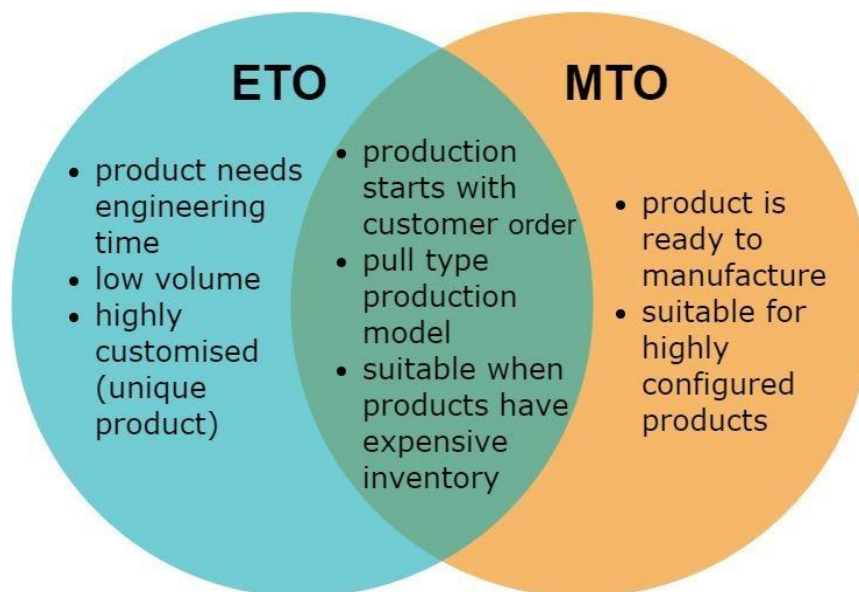 ETO
• product needs
engineering
time
• low volume
• highly
customised
(unique
product)
• production
starts with
customer order
• pull type
production
model
• suitable when
products have
expensive
inventory
MTO
• product is
ready to
manufacture
• suitable for
highly
configured
products